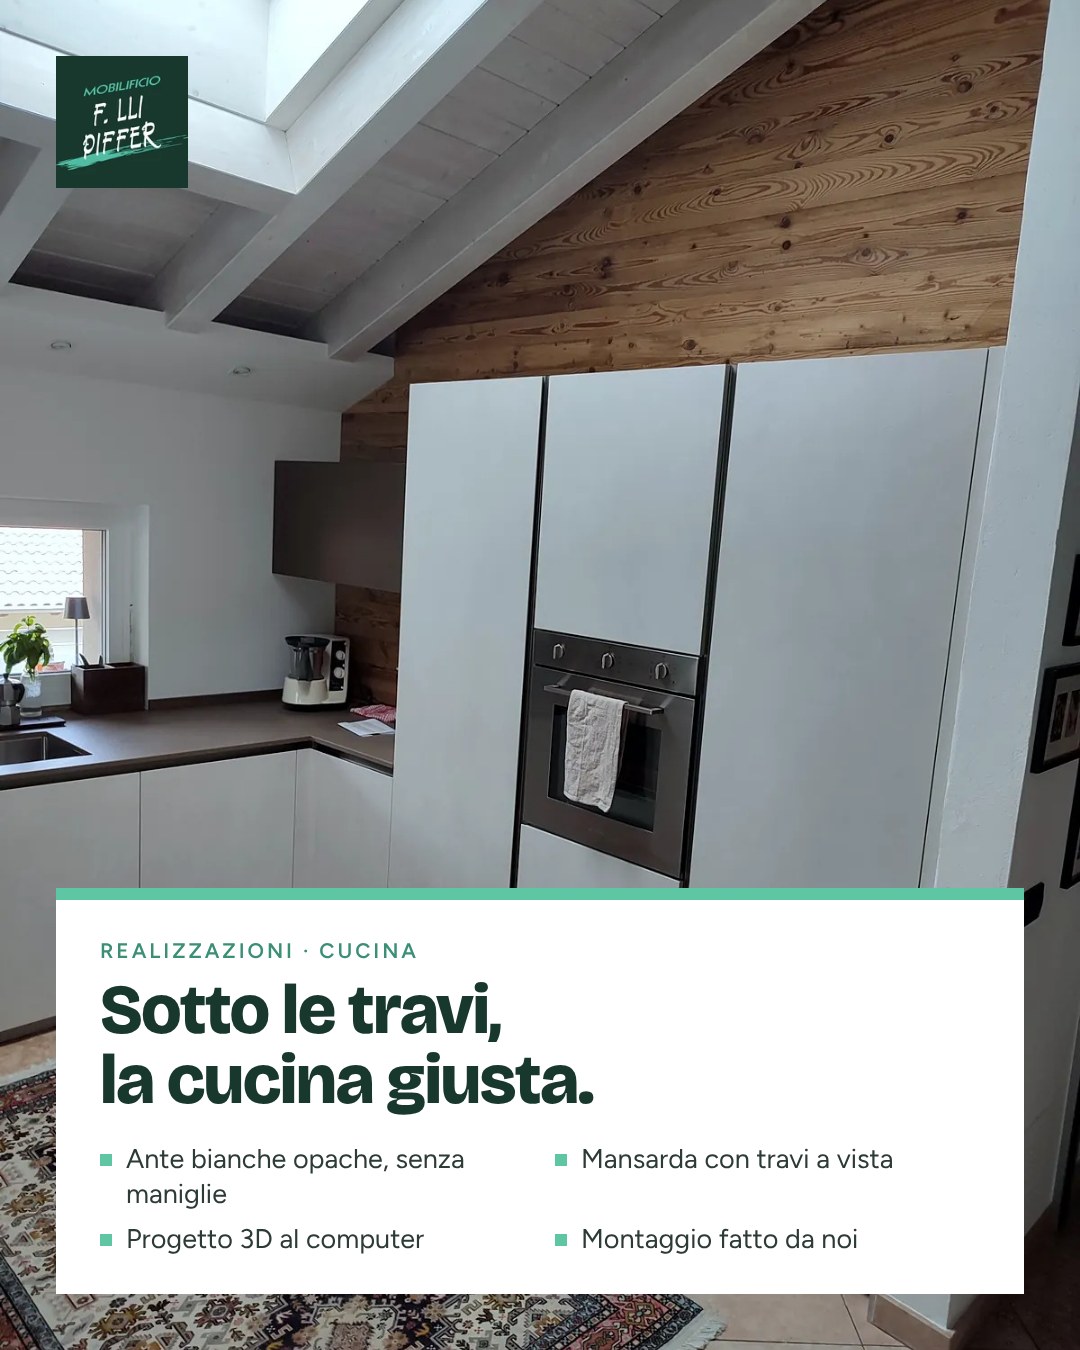 MOBILIFICIO
F.LLI
PIFFER
REALIZZAZIONI · CUCINA
Sotto le travi,
la cucina giusta.
Ante bianche opache, senza
maniglie
Mansarda con travi a vista
Progetto 3D al computer
Montaggio fatto da noi